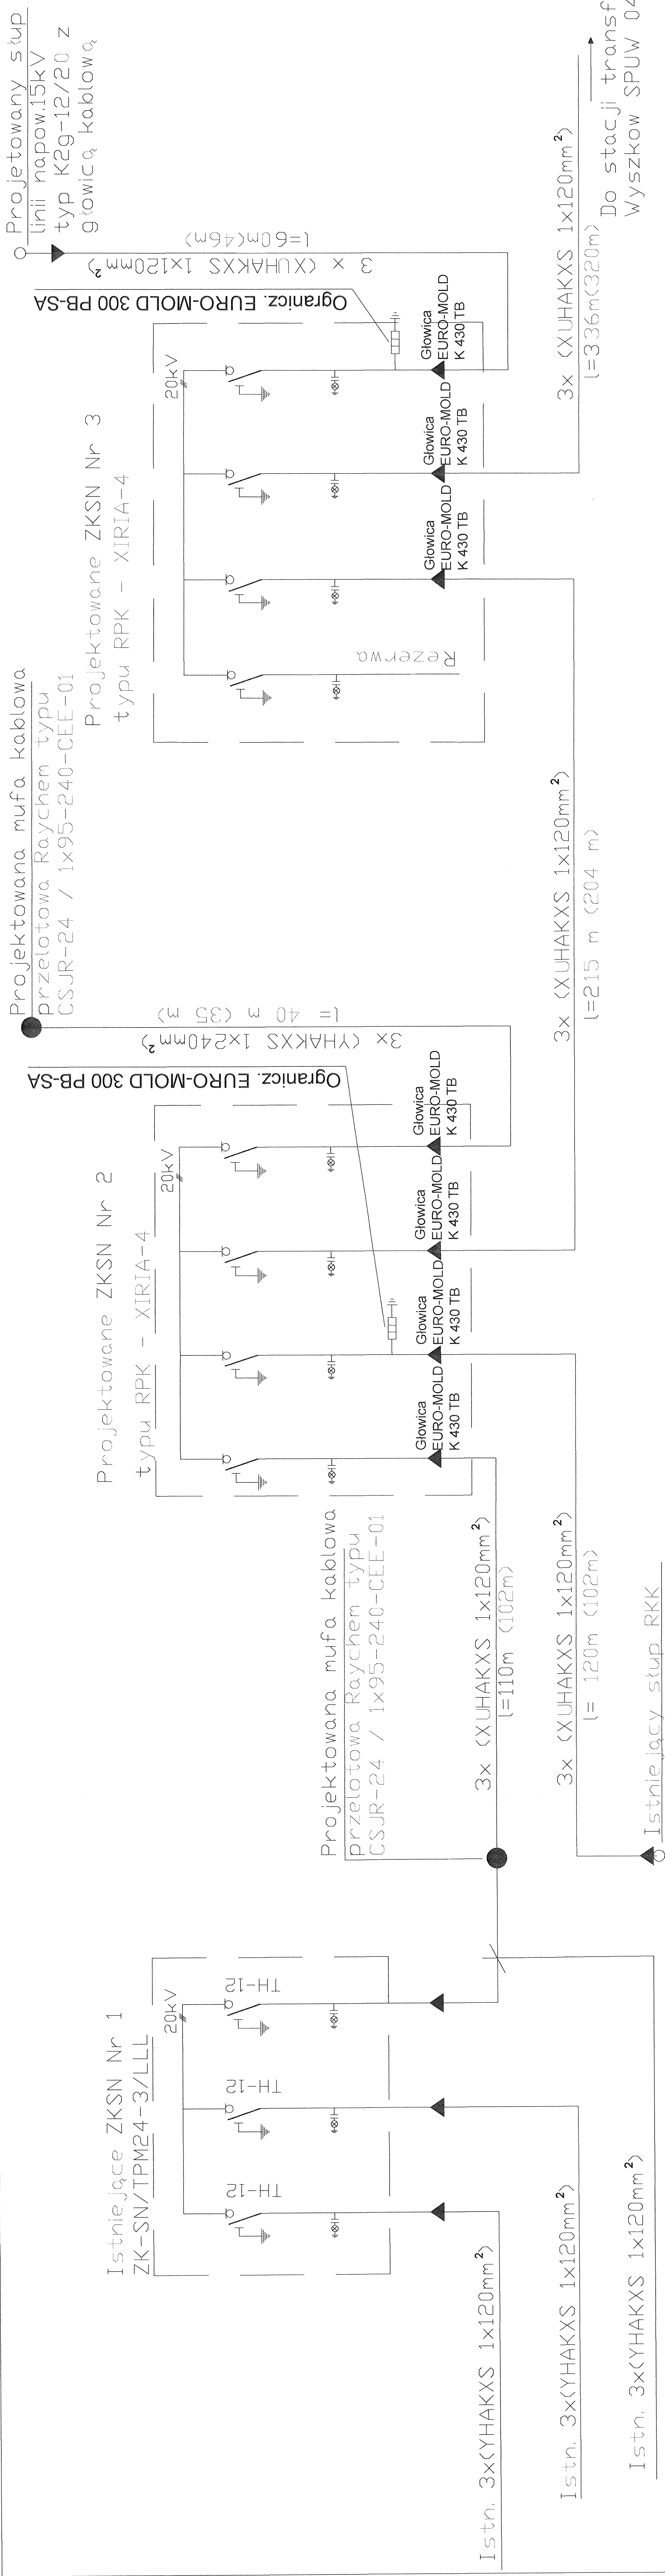 Istniejące ZKSN Nr 1
ZK-SN/TPM24-3/LLL
20kV
TH-12
TH-12
TH-12
Istn. 3x(YHAKXS 1x120mm²)
Istn. 3x(YHAKXS 1x120mm²)
Istn. 3x(YHAKXS 1x120mm²)
Projektowana mufa kablowa
przelotowa Raychem typu
CSJR-24 / 1x95-240-CEE-01
3x (XUHAKXS 1x120mm²)
l=110m (102m)
3x (XUHAKXS 1x120mm²)
l= 120m (102m)
Istniejący słup RKK
Projektowane ZKSN Nr 2
typu RPK - XIRIA-4
20kV
Głowica
EURO-MOLD
K 430 TB
Głowica
EURO-MOLD
K 430 TB
Głowica
EURO-MOLD
K 430 TB
Głowica
EURO-MOLD
K 430 TB
Ogranicz. EURO-MOLD 300 PB-SA
3x (YHAKXS 1x240mm²)
l= 40 m (35 m)
Projektowana mufa kablowa
przelotowa Raychem typu
CSJR-24 / 1x95-240-CEE-01
3x (XUHAKXS 1x120mm²)
l=215 m (204 m)
Projektowane ZKSN Nr 3
typu RPK - XIRIA-4
20kV
Rezerwa
Głowica
EURO-MOLD
K 430 TB
Głowica
EURO-MOLD
K 430 TB
Głowica
EURO-MOLD
K 430 TB
Ogranicz. EURO-MOLD 300 PB-SA
3 x (XUHAKXS 1x120mm²)
l=60m(46m)
Projetowany słup
linii napow.15kV
typ K2g-12/20 z
głowicą kablową
3x (XUHAKXS 1x120mm²)
l=336m(320m)
Do stacji transf
Wyszkow SPUW 04